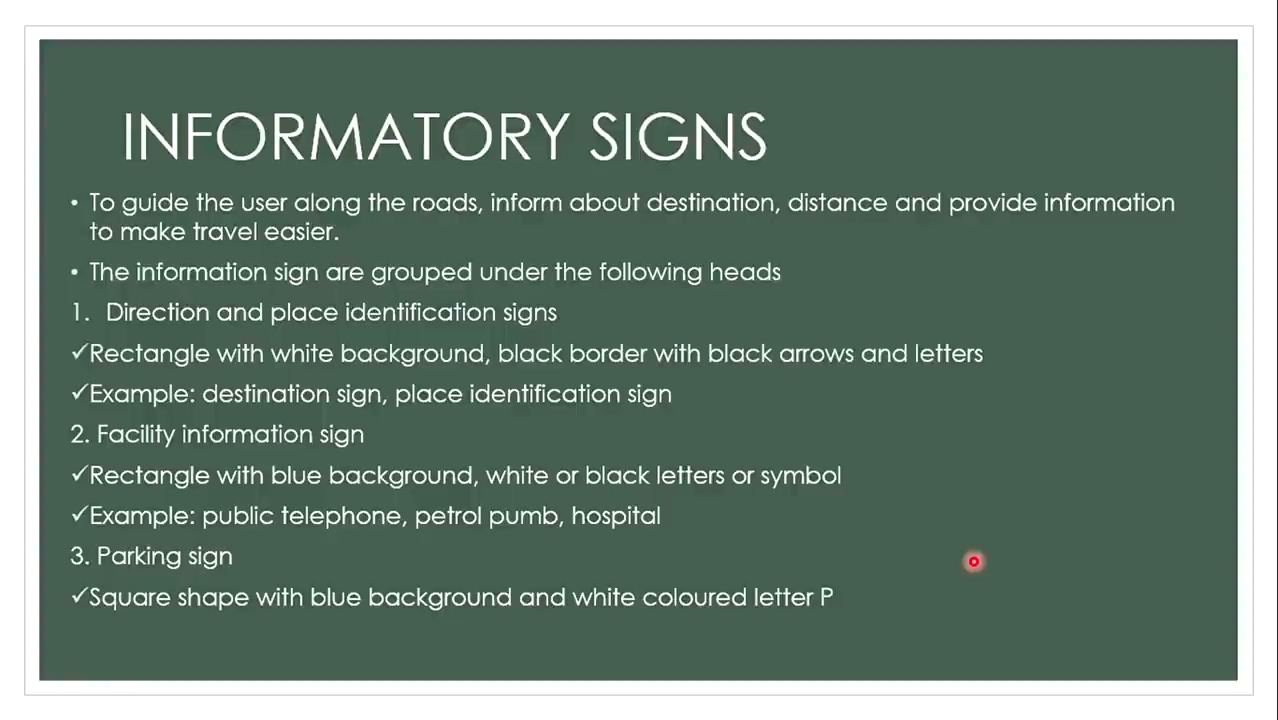 INFORMATORY SIGNS
• To guide the user along the roads, inform about destination, distance and provide information
to make travel easier.
• The information sign are grouped under the following heads
1. Direction and place identification signs
✓Rectangle with white background, black border with black arrows and letters
✓Example: destination sign, place identification sign
2. Facility information sign
✓Rectangle with blue background, white or black letters or symbol
✓Example: public telephone, petrol pumb, hospital
3. Parking sign
✓Square shape with blue background and white coloured letter P